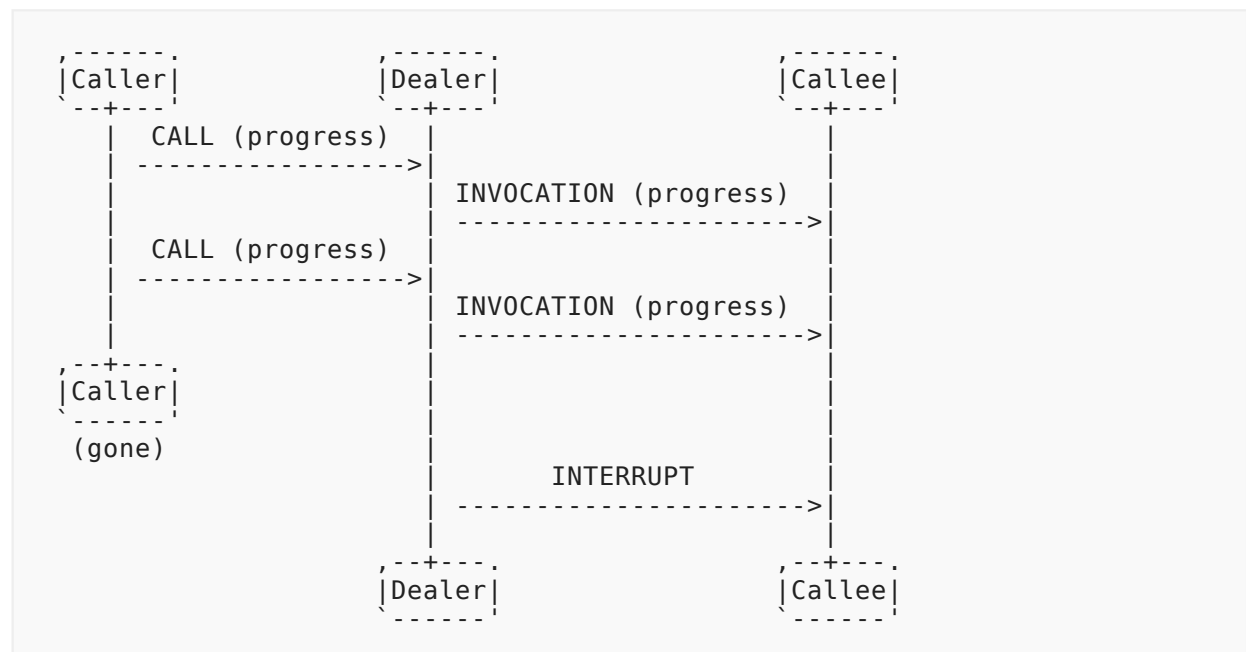 ,------. ,------. ,------.
|Caller| |Dealer| |Callee|
`--+---' `--+---' `--+---'
| CALL (progress) | |
| ----------------->| |
| | INVOCATION (progress) |
| | ---------------------->|
| CALL (progress) | |
| ----------------->| |
| | INVOCATION (progress) |
| | ---------------------->|
,--+---. | |
|Caller| | |
`------' | |
(gone) | |
| INTERRUPT |
| ---------------------->|
| |
,--+---. ,--+---.
|Dealer| |Callee|
`------' `------'